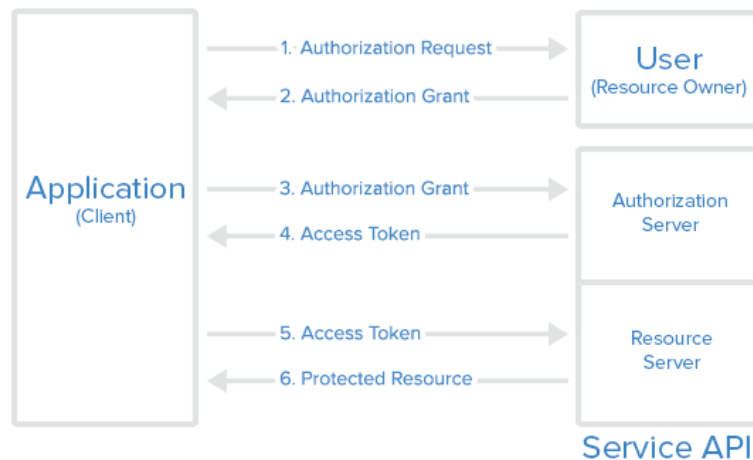 1. Authorization Request
User
(Resource Owner)
2. Authorization Grant
Application
(Client)
3. Authorization Grant
Authorization
Server
4. Access Token
5. Access Token
Resource
Server
6. Protected Resource
Service API